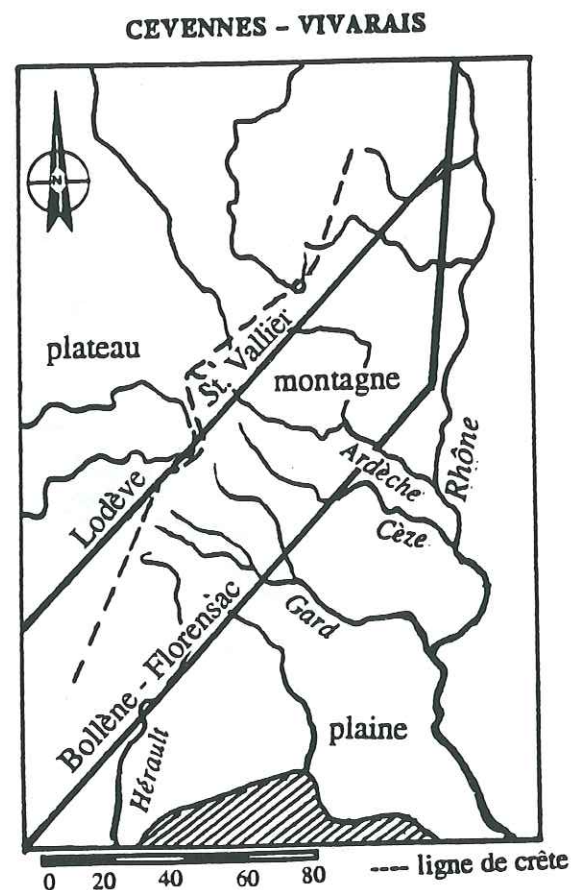 CEVENNES - VIVARAIS
N
plateau
St. Vallier
montagne
Lodève
Ardèche
Rhône
Cèze
Gard
Bollène - Florensac
Hérault
plaine
0 20 40 60 80
---- ligne de crête